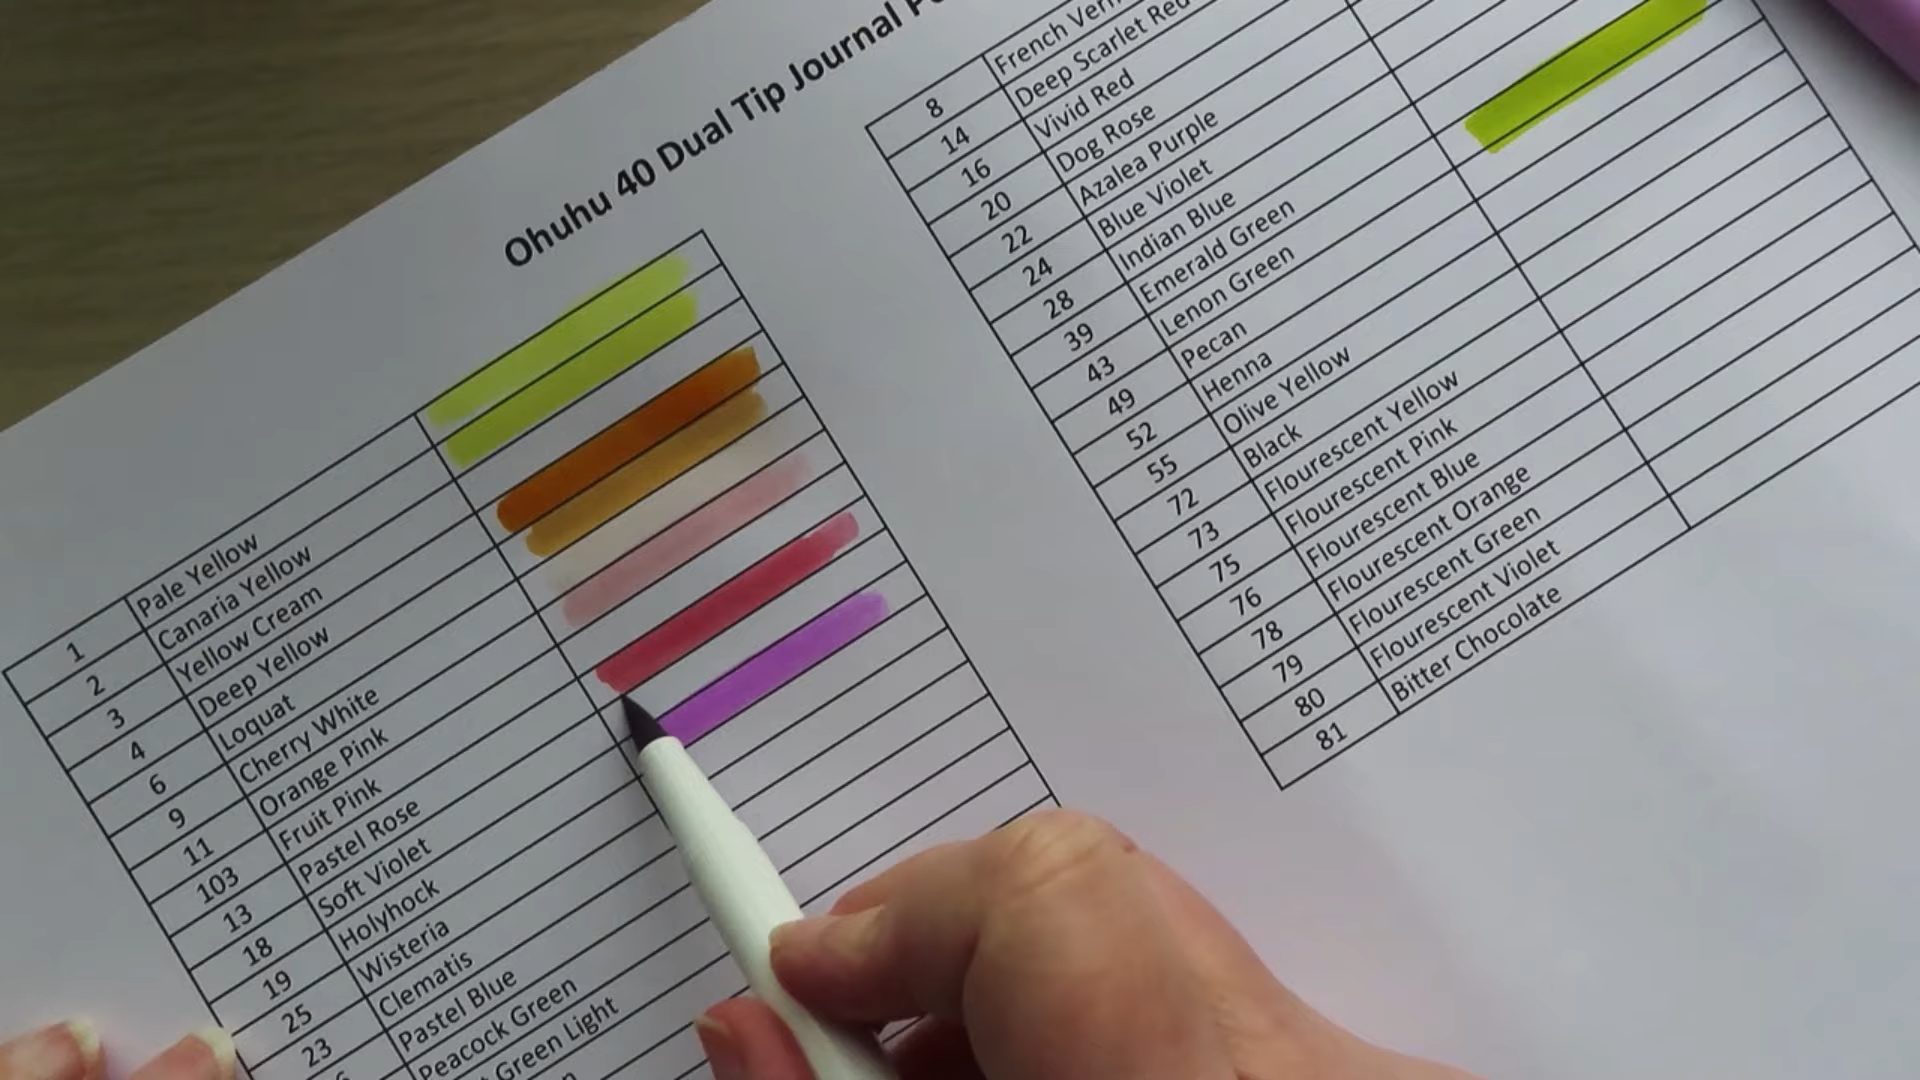 Ohuhu 40 Dual Tip Journal
1 Pale Yellow
2 Canaria Yellow
3 Yellow Cream
4 Deep Yellow
6 Loquat
9 Cherry White
11 Orange Pink
103 Fruit Pink
13 Pastel Rose
18 Soft Violet
19 Holyhock
25 Wisteria
23 Clematis
Pastel Blue
Peacock Green
Green Light
8 French
14 Deep Scarlet Red
16 Vivid Red
20 Dog Rose
22 Azalea Purple
24 Blue Violet
28 Indian Blue
39 Emerald Green
43 Lenon Green
49 Pecan
52 Henna
55 Olive Yellow
72 Black
73 Flourescent Yellow
75 Flourescent Pink
76 Flourescent Blue
78 Flourescent Orange
79 Flourescent Green
80 Flourescent Violet
81 Bitter Chocolate